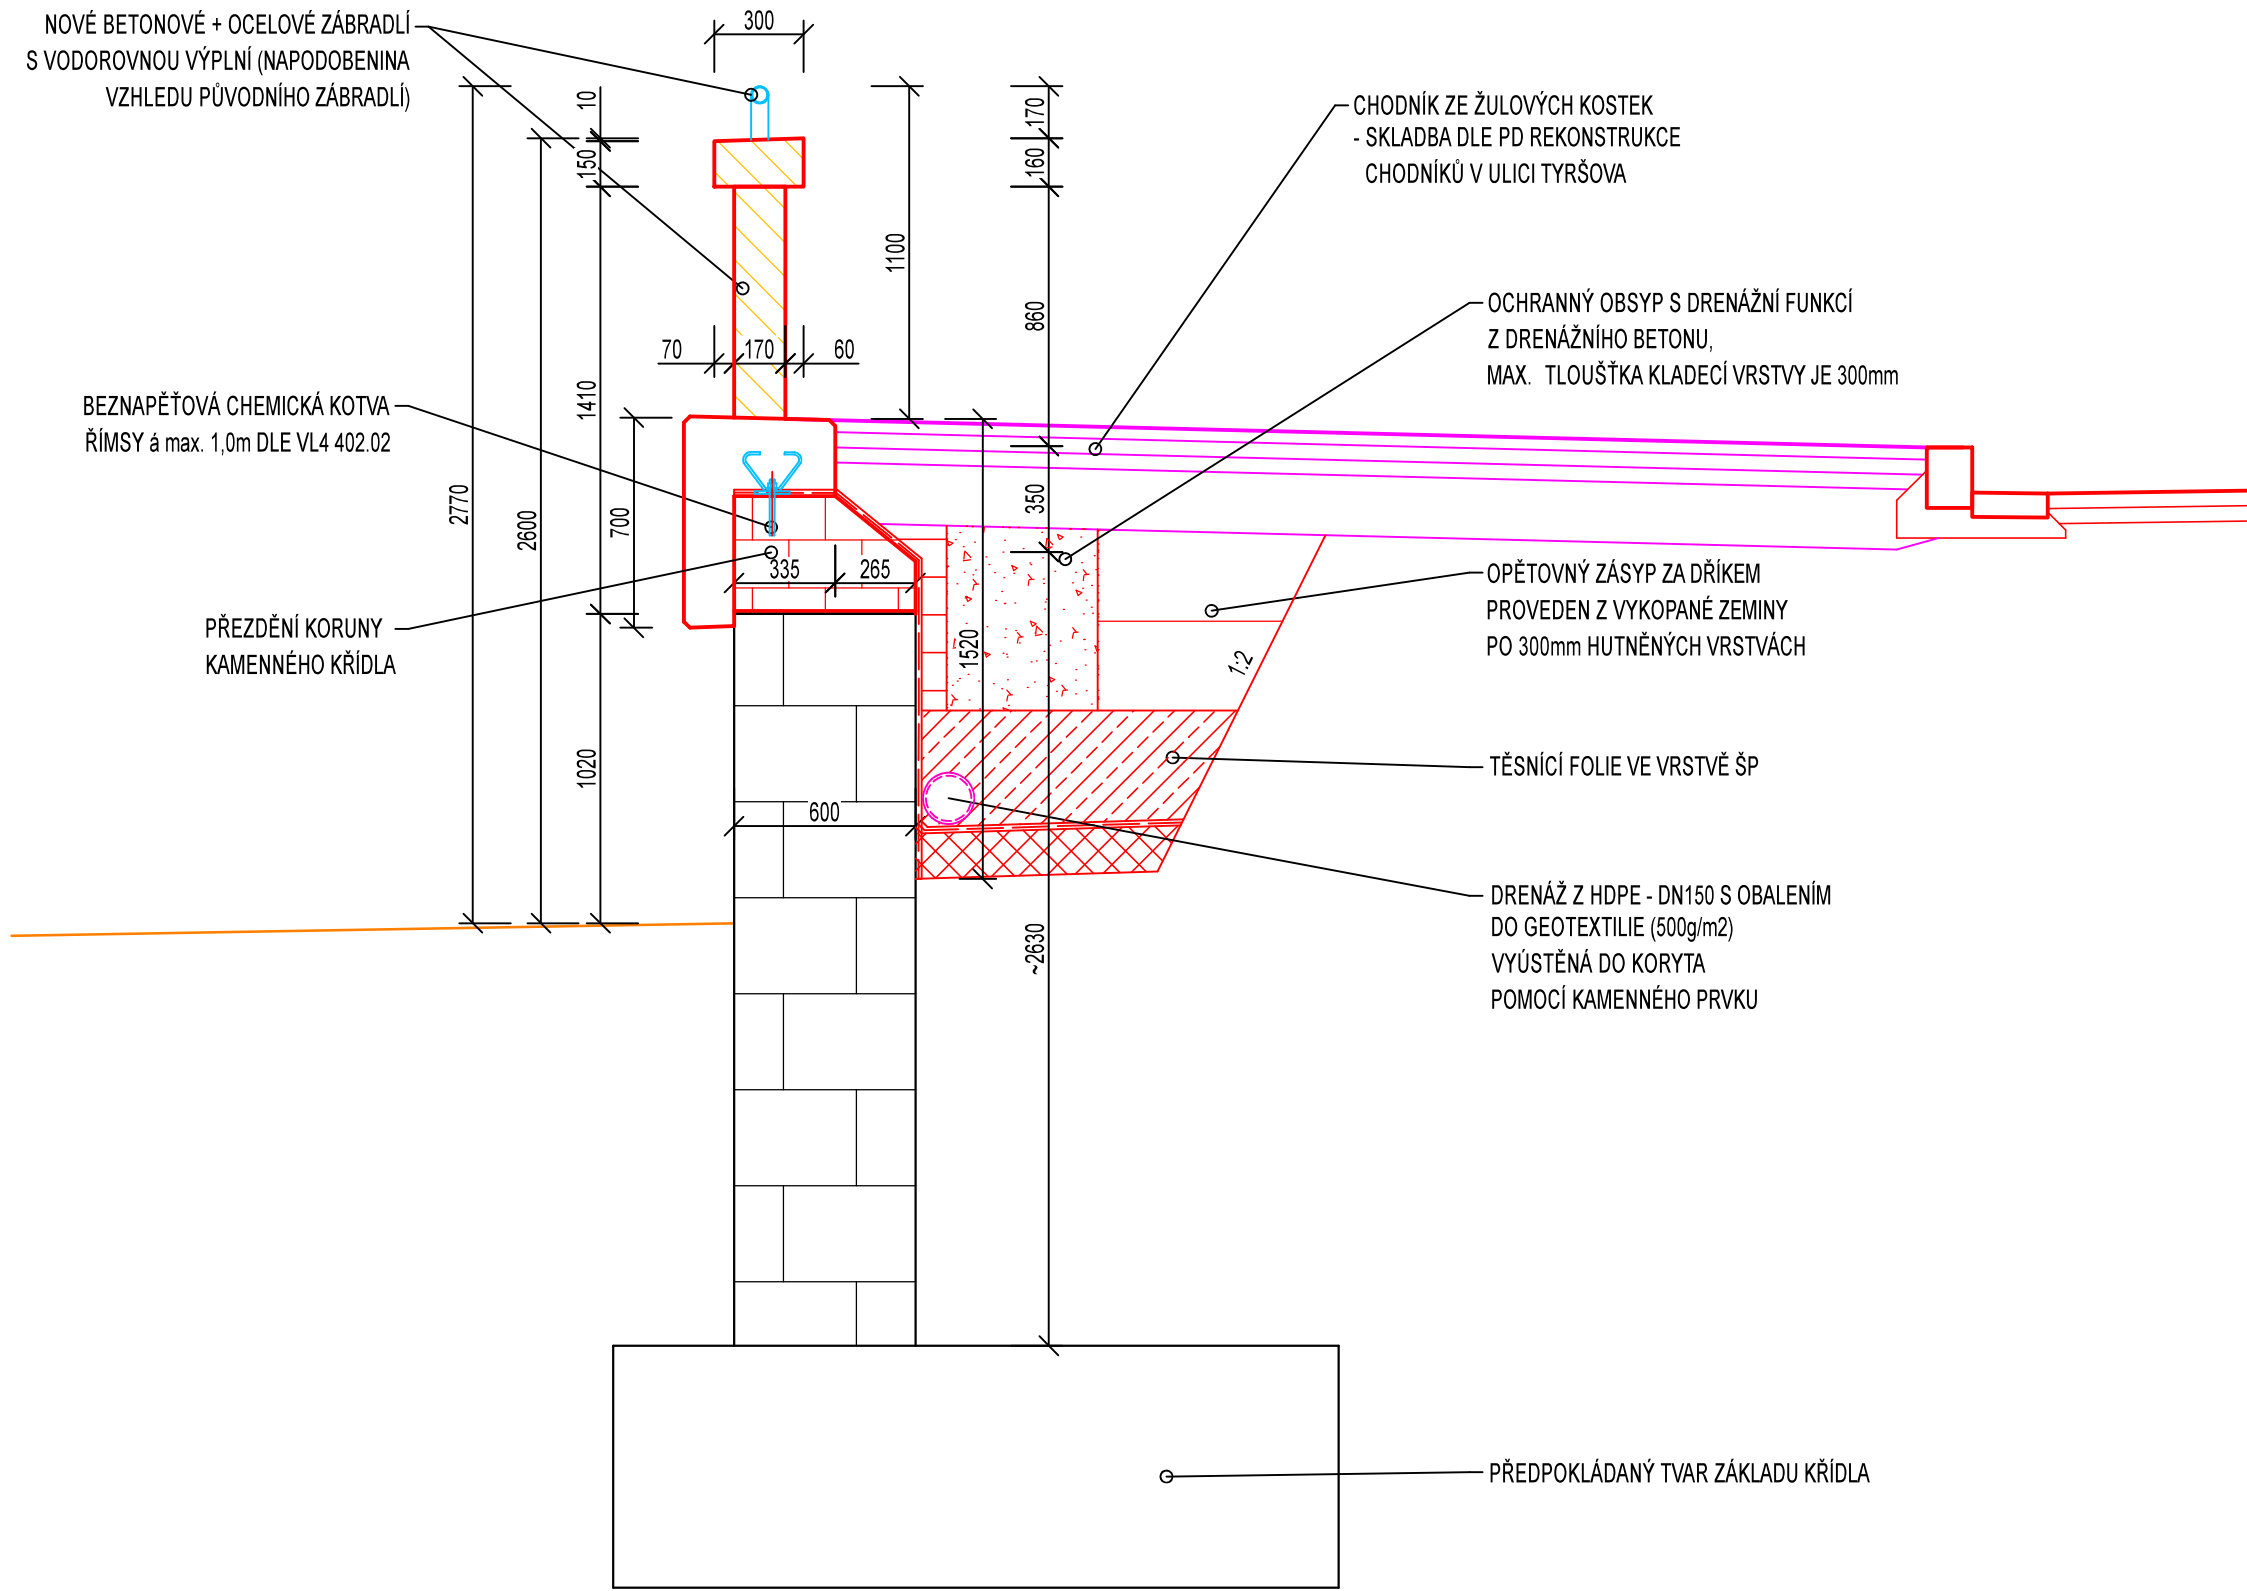 NOVÉ BETONOVÉ + OCELOVÉ ZÁBRADLÍ
S VODOROVNOU VÝPLNÍ (NAPODOBENINA
VZHLEDU PŮVODNÍHO ZÁBRADLÍ)
300
10
150
170
160
CHODNÍK ZE ŽULOVÝCH KOSTEK
- SKLADBA DLE PD REKONSTRUKCE
CHODNÍKŮ V ULICI TYRŠOVA
1100
860
OCHRANNÝ OBSYP S DRENÁŽNÍ FUNKCÍ
Z DRENÁŽNÍHO BETONU,
MAX. TLOUŠŤKA KLADECÍ VRSTVY JE 300mm
70
170
60
BEZNAPĚŤOVÁ CHEMICKÁ KOTVA
ŘÍMSY á max. 1,0m DLE VL4 402.02
1410
2770
2600
700
350
335
265
OPĚTOVNÝ ZÁSYP ZA DŘÍKEM
PROVEDEN Z VYKOPANÉ ZEMINY
PO 300mm HUTNĚNÝCH VRSTVÁCH
PŘEZDĚNÍ KORUNY
KAMENNÉHO KŘÍDLA
1520
1:2
1020
600
TĚSNÍCÍ FOLIE VE VRSTVĚ ŠP
~2630
DRENÁŽ Z HDPE - DN150 S OBALENÍM
DO GEOTEXTILIE (500g/m2)
VYÚSTĚNÁ DO KORYTA
POMOCÍ KAMENNÉHO PRVKU
PŘEDPOKLÁDANÝ TVAR ZÁKLADU KŘÍDLA